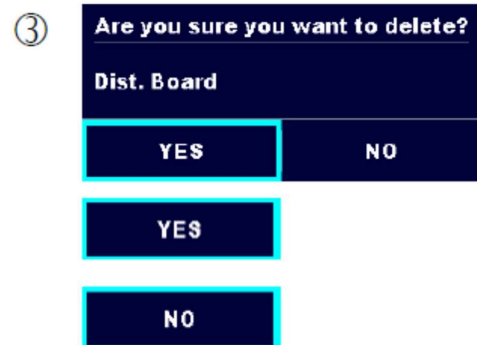 ③
Are you sure you want to delete?
Dist. Board
YES NO
YES
NO